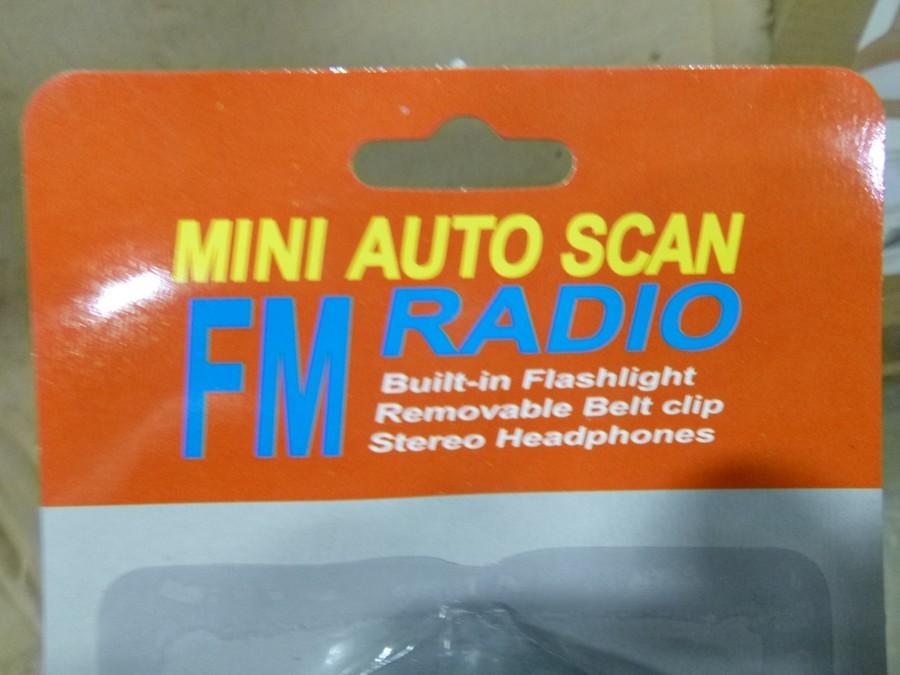 MINI AUTO SCAN
FM RADIO
Built-in Flashlight
Removable Belt clip
Stereo Headphones